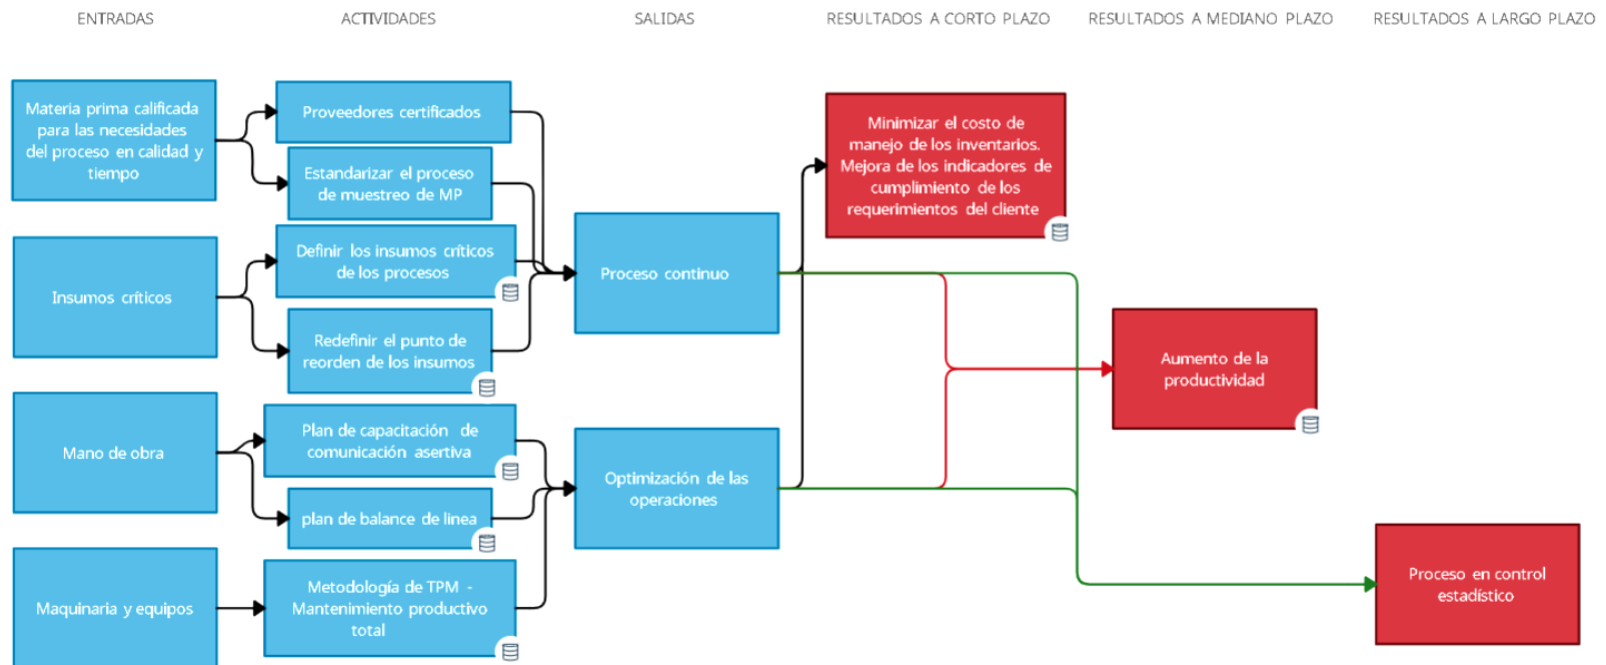 ENTRADAS
ACTIVIDADES
SALIDAS
RESULTADOS A CORTO PLAZO
RESULTADOS A MEDIANO PLAZO
RESULTADOS A LARGO PLAZO
Materia prima calificada
para las necesidades
del proceso en calidad y
tiempo
Insumos críticos
Mano de obra
Maquinaria y equipos
Proveedores certificados
Estandarizar el proceso
de muestreo de MP
Definir los insumos críticos
de los procesos
Redefinir el punto de
reorden de los insumos
Plan de capacitación de
comunicación asertiva
plan de balance de linea
Metodología de TPM -
Mantenimiento productivo
total
Proceso continuo
Optimización de las
operaciones
Minimizar el costo de
manejo de los inventarios.
Mejora de los indicadores de
cumplimiento de los
requerimientos del cliente
Aumento de la
productividad
Proceso en control
estadístico